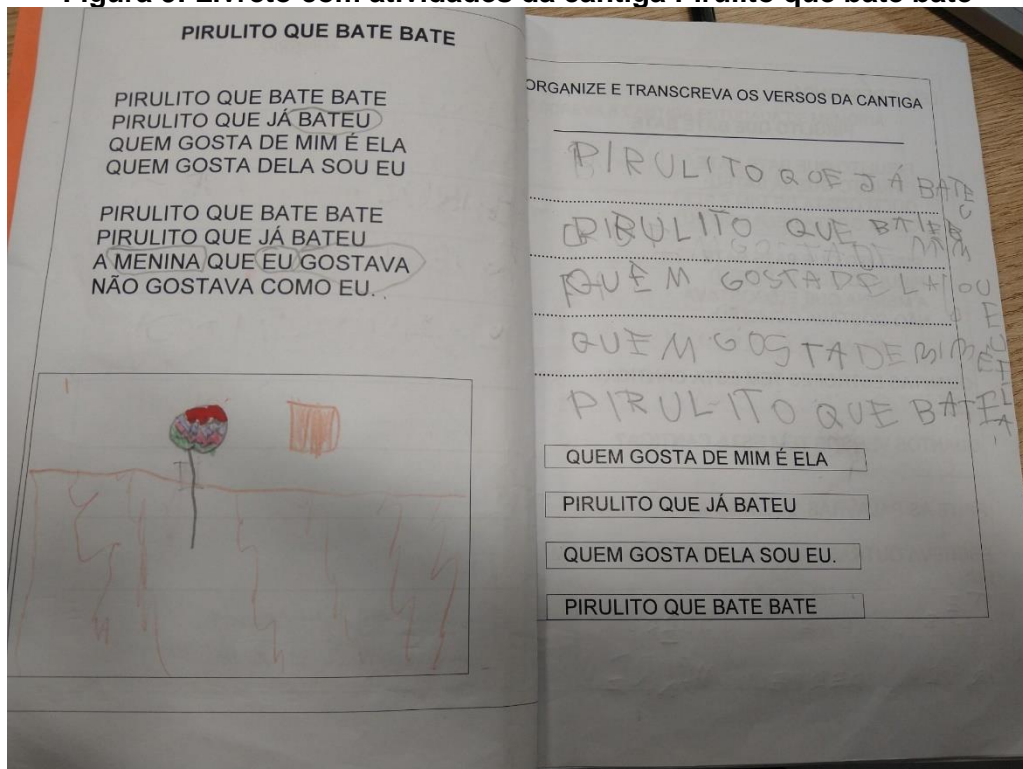 Figura 3: Livreto com atividades da cantiga Pirulito que bate bate
PIRULITO QUE BATE BATE
PIRULITO QUE BATE BATE
PIRULITO QUE JÁ BATEU
QUEM GOSTA DE MIM É ELA
QUEM GOSTA DELA SOU EU
PIRULITO QUE BATE BATE
PIRULITO QUE JÁ BATEU
A MENINA QUE EU GOSTAVA
NÃO GOSTAVA COMO EU.
ORGANIZE E TRANSCREVA OS VERSOS DA CANTIGA
PIRULITO QUE JÁ BATEU
PIRULITO QUE
QUEM GOSTA DE
QUEM GOSTA DE MIM É ELA
PIRULITO QUE BATE
QUEM GOSTA DE MIM É ELA
PIRULITO QUE JÁ BATEU
QUEM GOSTA DELA SOU EU.
PIRULITO QUE BATE BATE